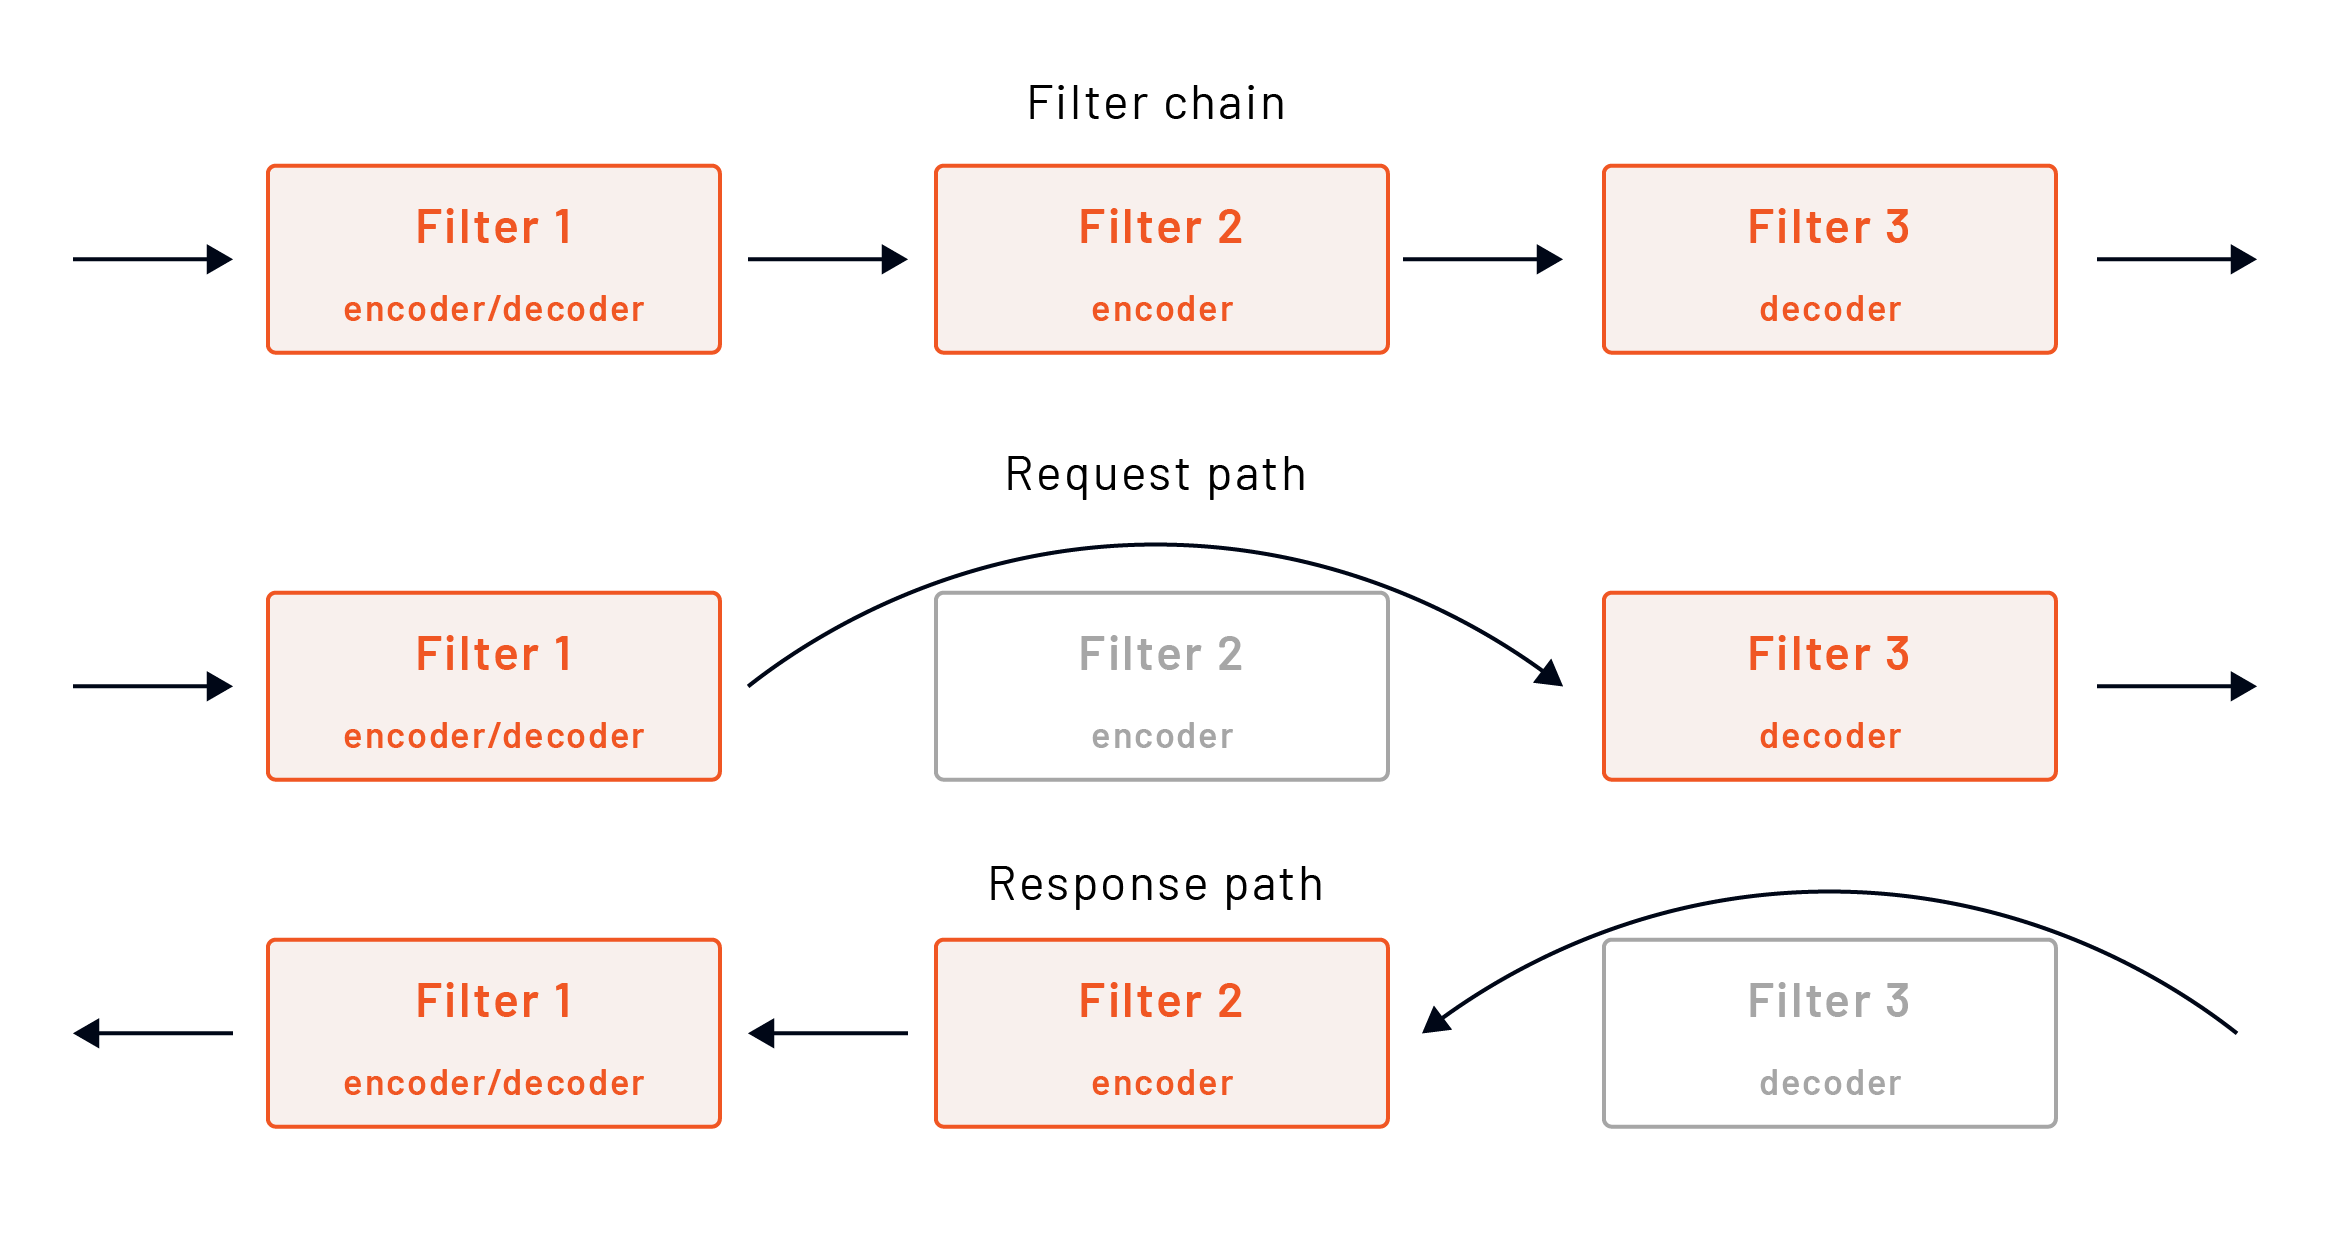 Filter chain
Filter 1
encoder/decoder
Filter 2
encoder
Filter 3
decoder
Request path
Filter 1
encoder/decoder
Filter 2
encoder
Filter 3
decoder
Response path
Filter 1
encoder/decoder
Filter 2
encoder
Filter 3
decoder